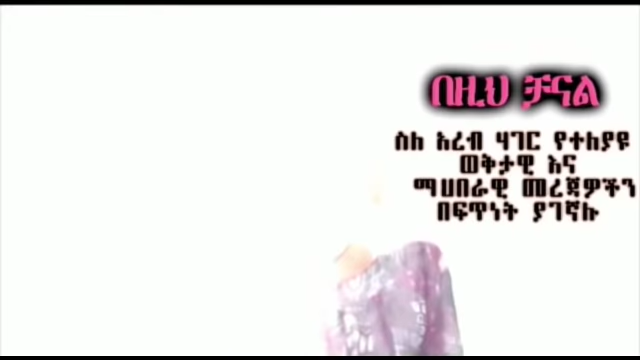 በዚህ ቻናል
ስለ አረብ ሃገር የተለያዩ
ወቅታዊ እና
ማህበራዊ መረጃዎችን
በፍጥነት ያገኛሉ